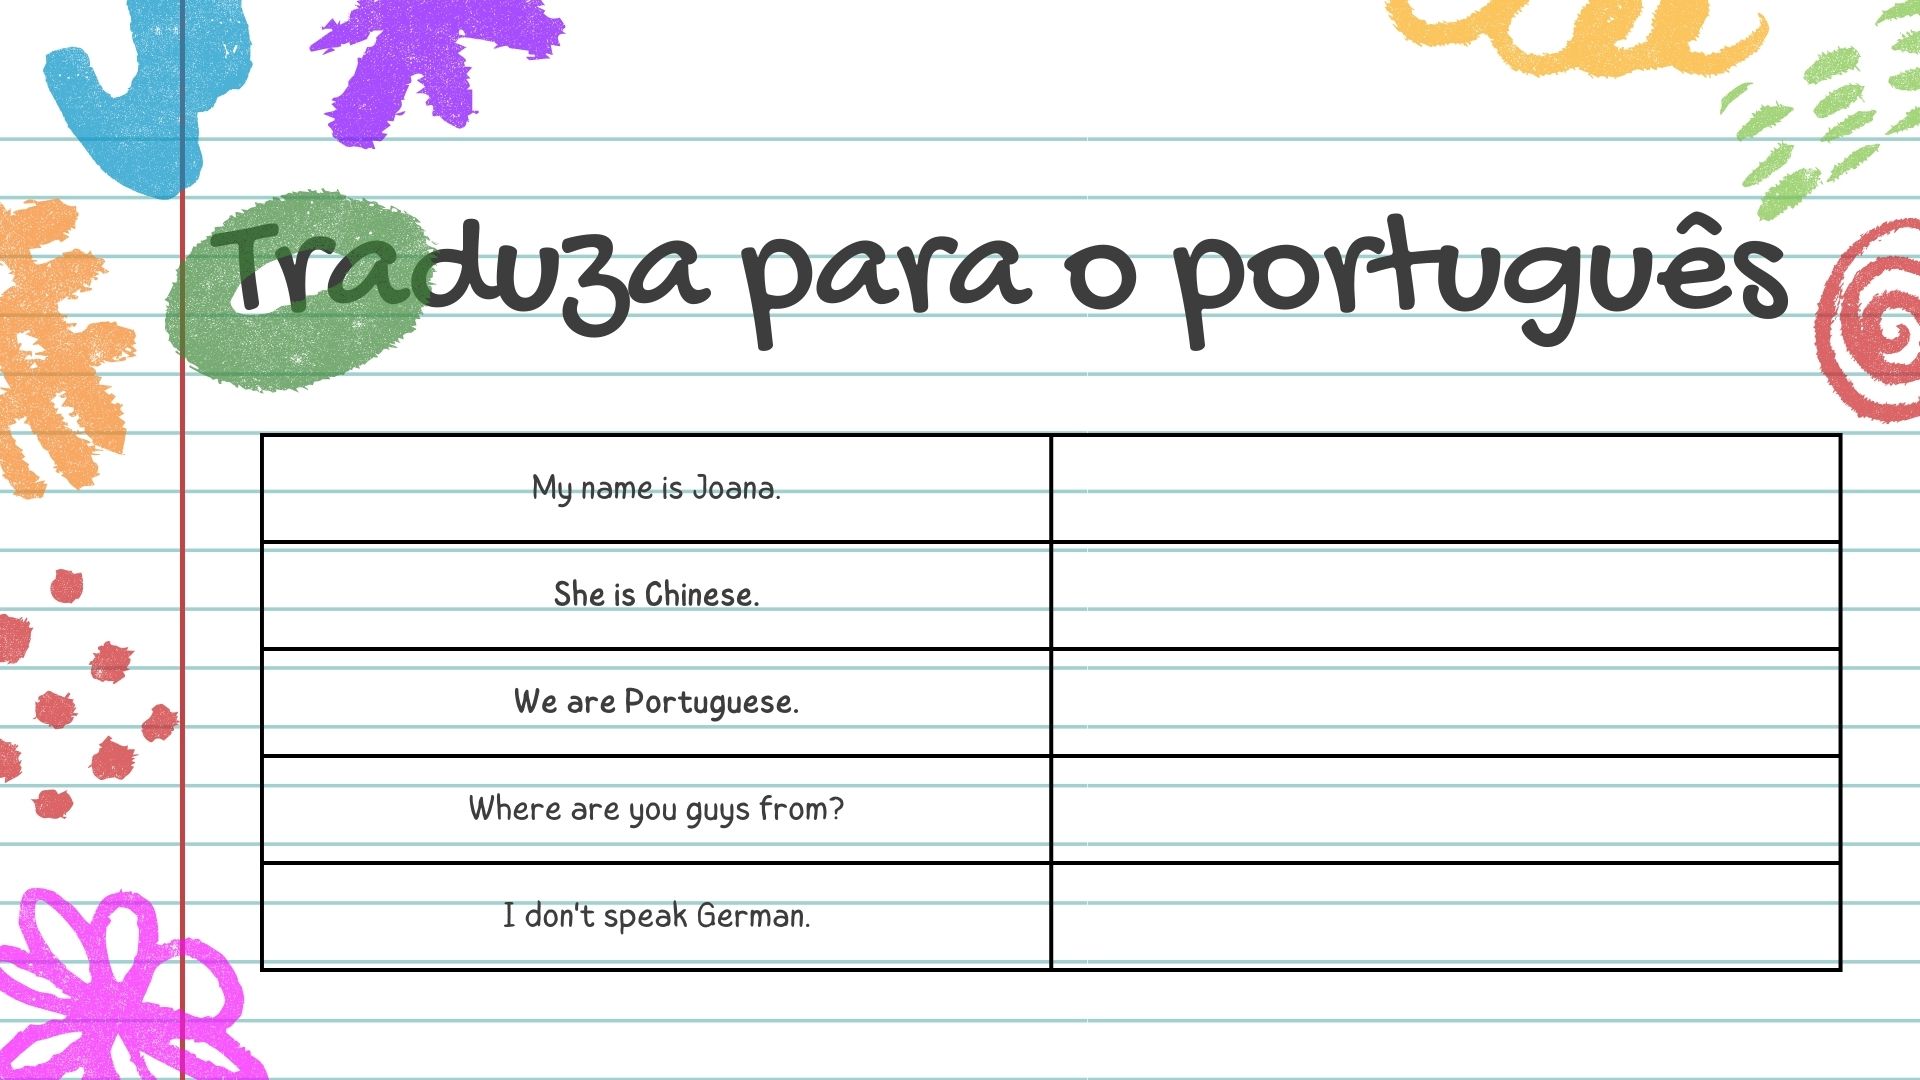 Traduza para o português
My name is Joana.
She is Chinese.
We are Portuguese.
Where are you guys from?
I don't speak German.